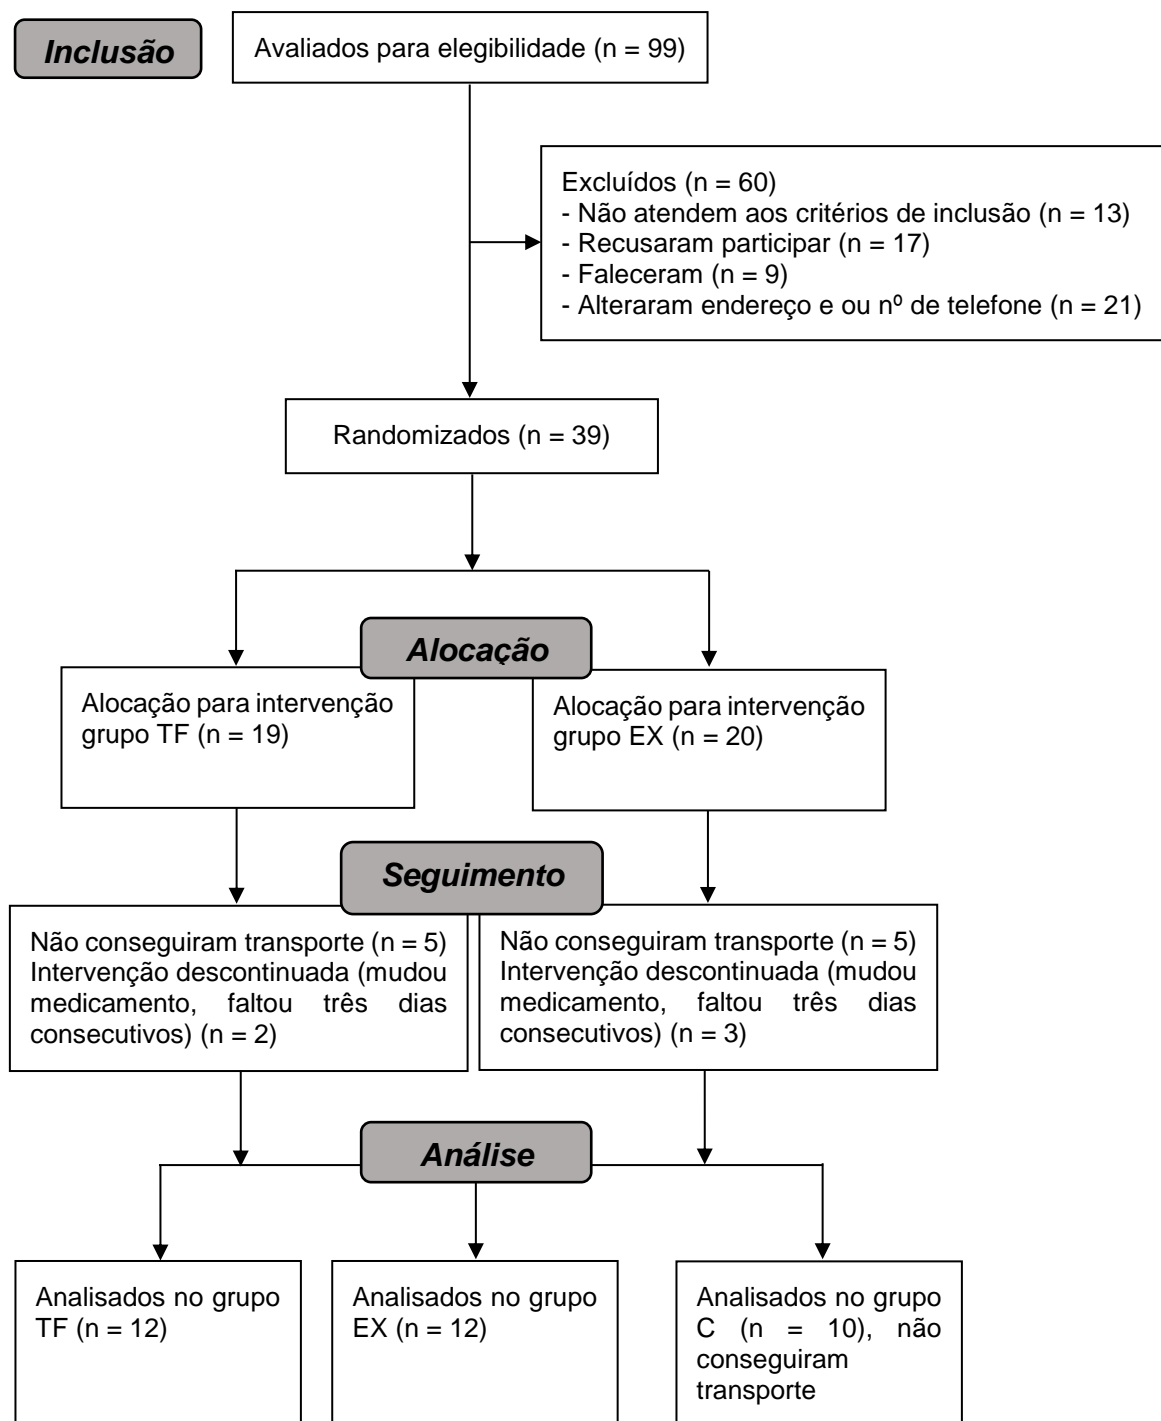 Inclusão
Avaliados para elegibilidade (n = 99)
Excluídos (n = 60)
- Não atendem aos critérios de inclusão (n = 13)
- Recusaram participar (n = 17)
- Faleceram (n = 9)
- Alteraram endereço e ou nº de telefone (n = 21)
Randomizados (n = 39)
Alocação
Alocação para intervenção
grupo TF (n = 19)
Alocação para intervenção
grupo EX (n = 20)
Seguimento
Não conseguiram transporte (n = 5)
Intervenção descontinuada (mudou
medicamento, faltou três dias
consecutivos) (n = 2)
Não conseguiram transporte (n = 5)
Intervenção descontinuada (mudou
medicamento, faltou três dias
consecutivos) (n = 3)
Análise
Analisados no grupo
TF (n = 12)
Analisados no grupo
EX (n = 12)
Analisados no grupo
C (n = 10), não
conseguiram
transporte